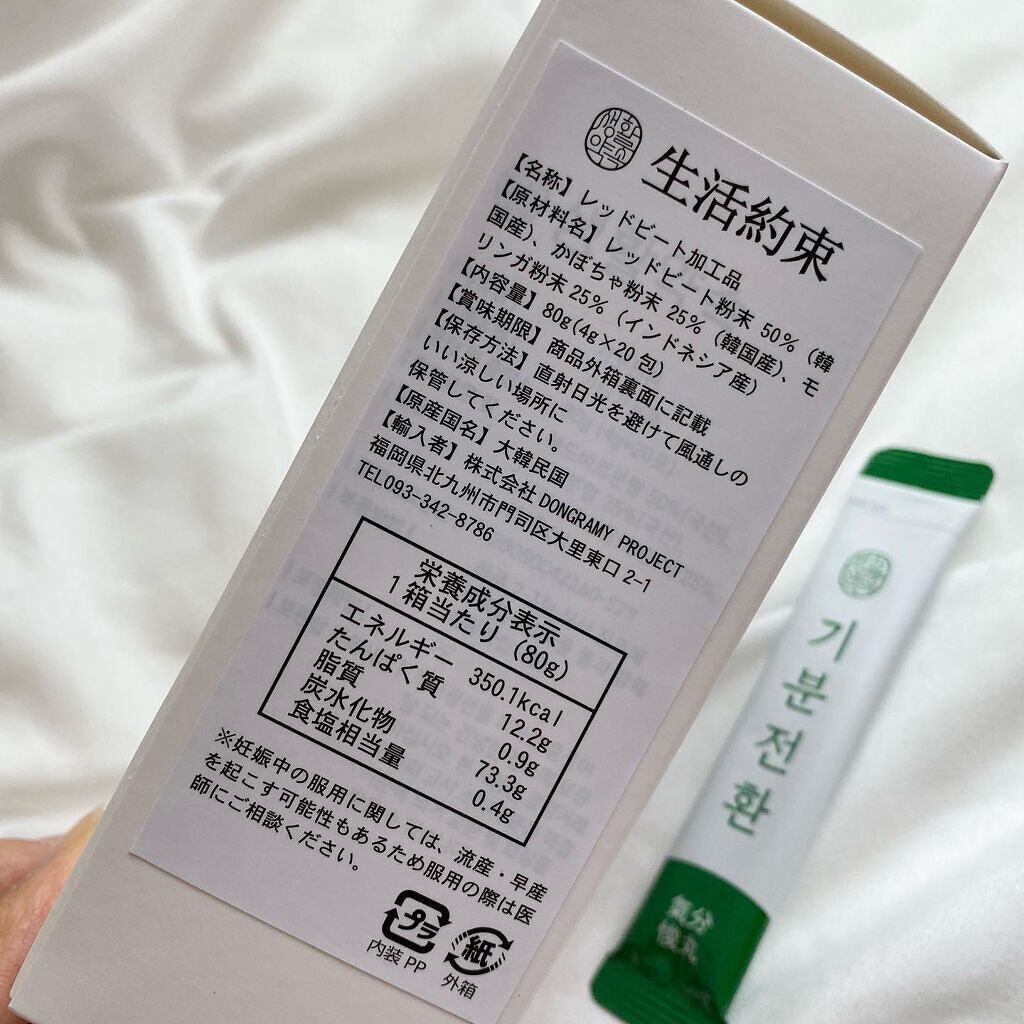 생활약속
生活約束
【名称】レッドビート加工品
【原材料名】レッドビート粉末 50%（韓
国産）、かぼちゃ粉末 25%（韓国産）、モ
リンガ粉末 25%（インドネシア産）
【内容量】80g(4g×20包)
【賞味期限】商品外箱裏面に記載
【保存方法】直射日光を避けて風通しの
いい涼しい場所に
保管してください。
【原産国名】大韓民国
【輸入者】株式会社 DONGRAMY PROJECT
福岡県北九州市門司区大里東口 2-1
TEL093-342-8786
栄養成分表示
1箱当たり（80g）
エネルギー 350.1kcal
たんぱく質 12.2g
脂質 0.9g
炭水化物 73.3g
食塩相当量 0.4g
※妊娠中の服用に関しては、流産・早産
を起こす可能性もあるため服用の際は医
師にご相談ください。
プラ
内装 PP
紙
外箱
기분전환
氣分